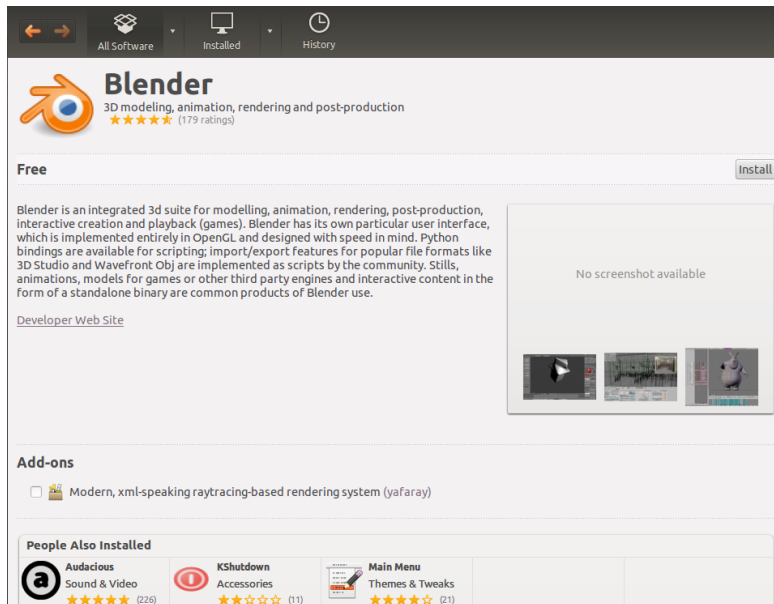 All Software
Installed
History
Blender
3D modeling, animation, rendering and post-production
(179 ratings)
Free
Install
Blender is an integrated 3d suite for modelling, animation, rendering, post-production,
interactive creation and playback (games). Blender has its own particular user interface,
which is implemented entirely in OpenGL and designed with speed in mind. Python
bindings are available for scripting; import/export features for popular file formats like
3D Studio and Wavefront Obj are implemented as scripts by the community. Stills,
animations, models for games or other third party engines and interactive content in the
form of a standalone binary are common products of Blender use.
No screenshot available
Developer Web Site
Add-ons
Modern, xml-speaking raytracing-based rendering system (yafaray)
People Also Installed
Audacious
Sound & Video
(226)
KShutdown
Accessories
(11)
Main Menu
Themes & Tweaks
(21)